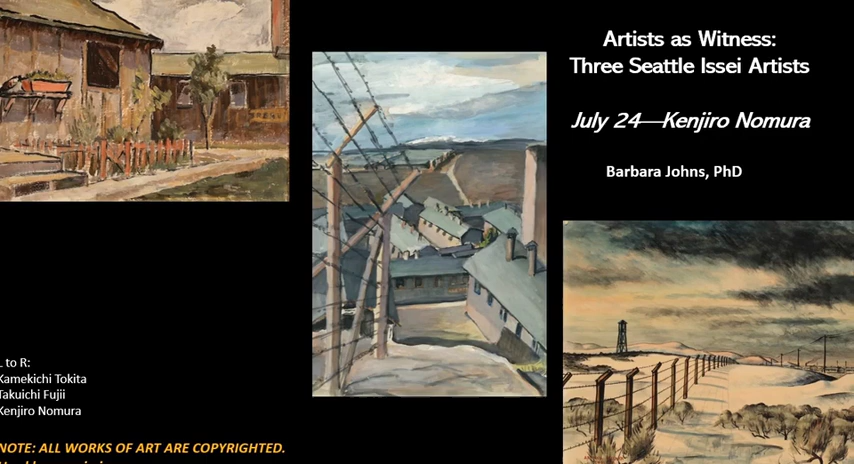 Artists as Witness:
Three Seattle Issei Artists
July 24—Kenjiro Nomura
Barbara Johns, PhD
L to R:
Kamekichi Tokita
Takuichi Fujii
Kenjiro Nomura
NOTE: ALL WORKS OF ART ARE COPYRIGHTED.